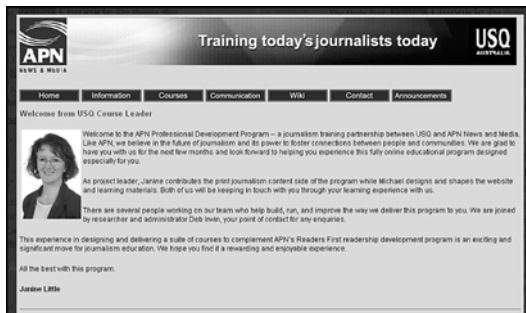 Training today's journalists today
USQ
AUSTRALIA
APN
NEWS & MEDIA
Home Information Courses Communication Wiki Contact Announcements
Welcome from USQ Course Leader
Welcome to the APN Professional Development Program – a journalism training partnership between USQ and APN News and Media.
Like APN, we believe in the future of journalism and its power to foster connections between people and communities. We are glad to
have you with us for the next few months and look forward to helping you experience this fully online educational program designed
especially for you.
As project leader, Janine contributes the print journalism content side of the program while Michael designs and shapes the website
and learning materials. Both of us will be keeping in touch with you through your learning experience with us.
There are several people working on our team who help build, run, and improve the way we deliver this program to you. We are joined
by researcher and administrator Deb Irwin, your point of contact for any enquiries.
This experience in designing and delivering a suite of courses to complement APN's Readers First readership development program is an exciting and
significant move for journalism education. We hope you find it a rewarding and enjoyable experience.
All the best with this program.
Janine Little